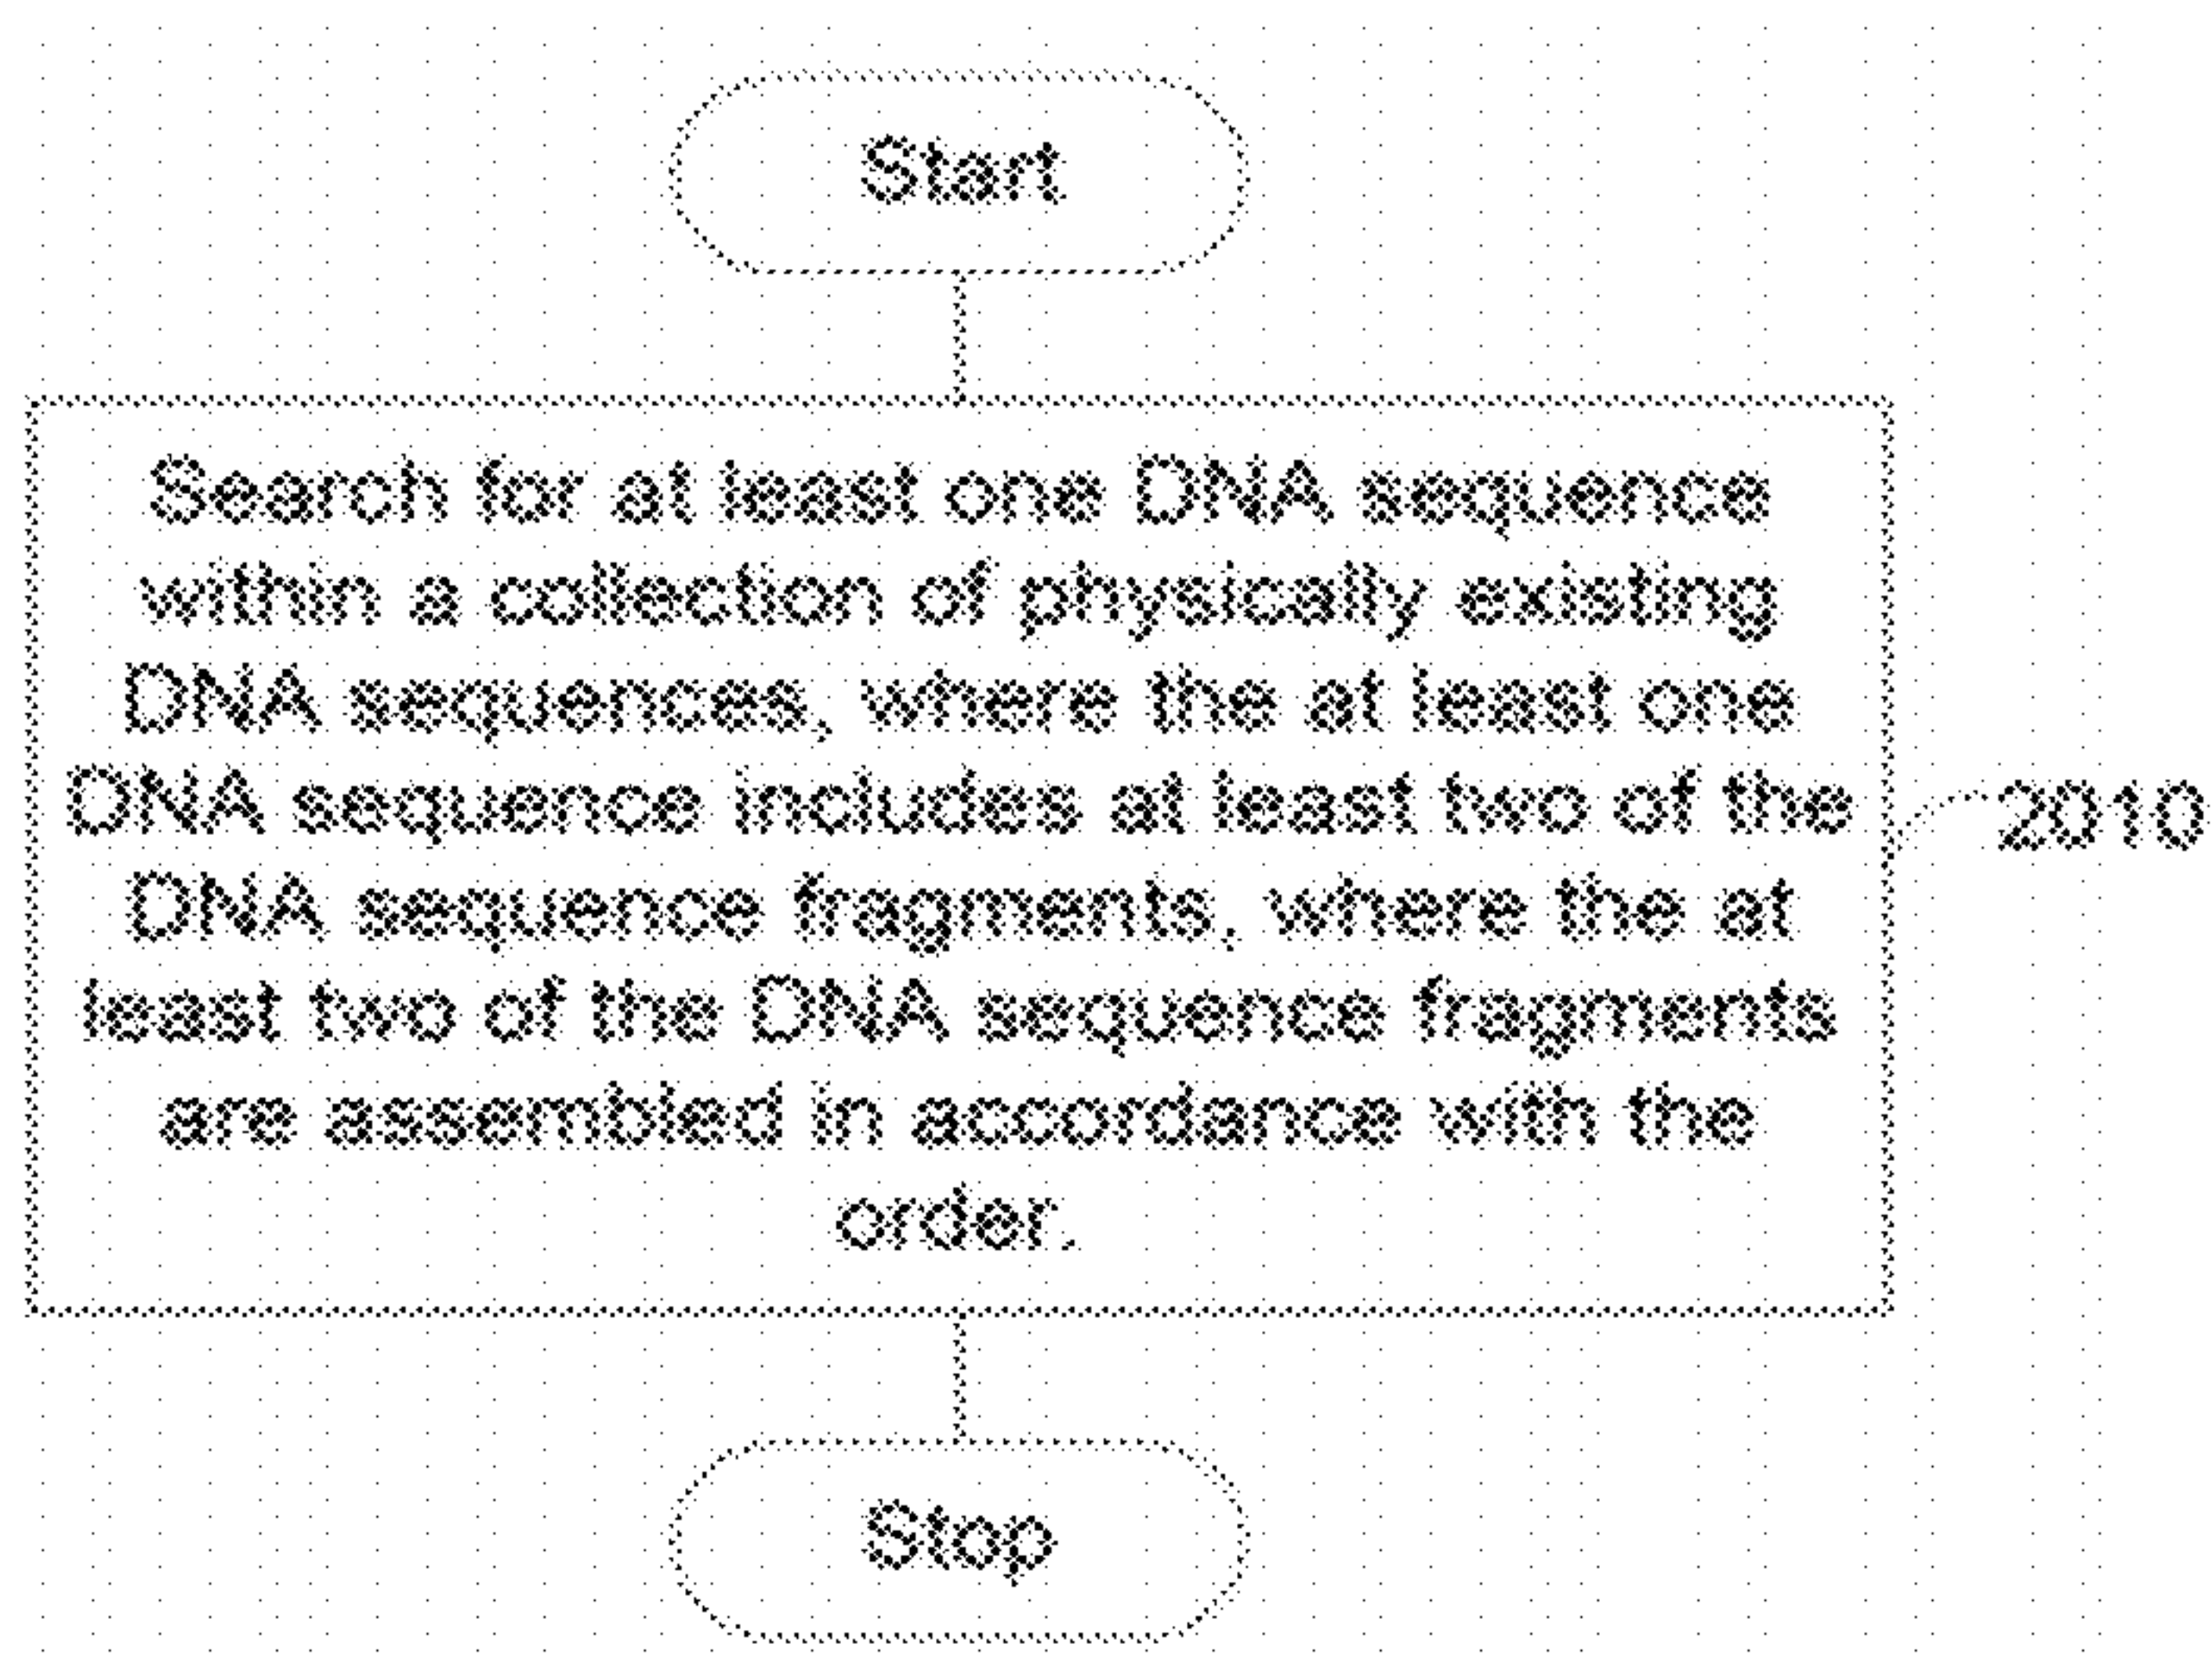 Start
Search for at least one DNA sequence
within a collection of physically existing
DNA sequences, where the at least one
DNA sequence includes at least two of the
DNA sequence fragments, where the at
least two of the DNA sequence fragments
are assembled in accordance with the
order.
2010
Stop